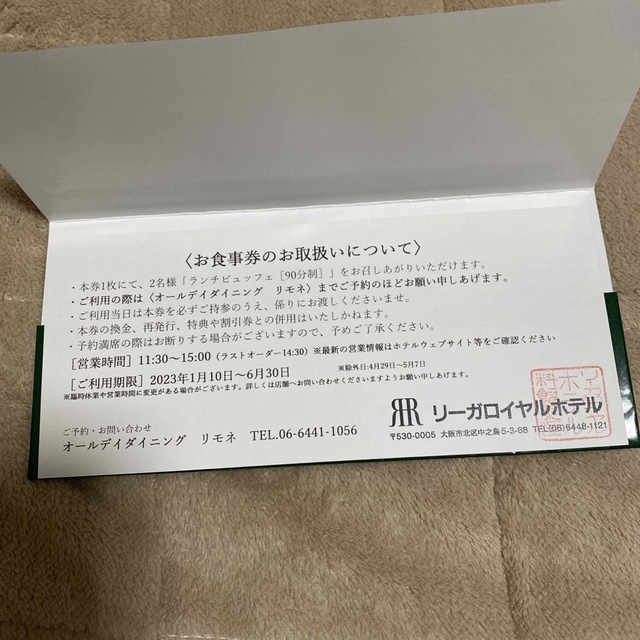 〈お食事券のお取扱いについて〉
・本券1枚にて、2名様「ランチビュッフェ［90分制］」をお召しあがりいただけます。
・ご利用の際は〈オールデイダイニング　リモネ〉までご予約のほどお願い申しあげます。
・ご利用当日は本券を必ずご持参のうえ、係りにお渡しくださいませ。
・本券の換金、再発行、特典や割引券との併用はいたしかねます。
・予約満席の際はお断りする場合がございますので、予めご了承ください。
［営業時間］11:30〜15:00（ラストオーダー14:30）※最新の営業情報はホテルウェブサイト等をご確認ください
［ご利用期限］2023年1月10日〜6月30日　※除外日:4月29日〜5月7日
※臨時休業や営業時間に変更がある場合がございます。詳しくは店舗へお問い合わせくださいますようお願い申しあげます。
ご予約・お問い合わせ
オールデイダイニング　リモネ　TEL.06-6441-1056
リーガロイヤルホテル
〒530-0005　大阪市北区中之島5-3-68　TEL(06)6448-1121